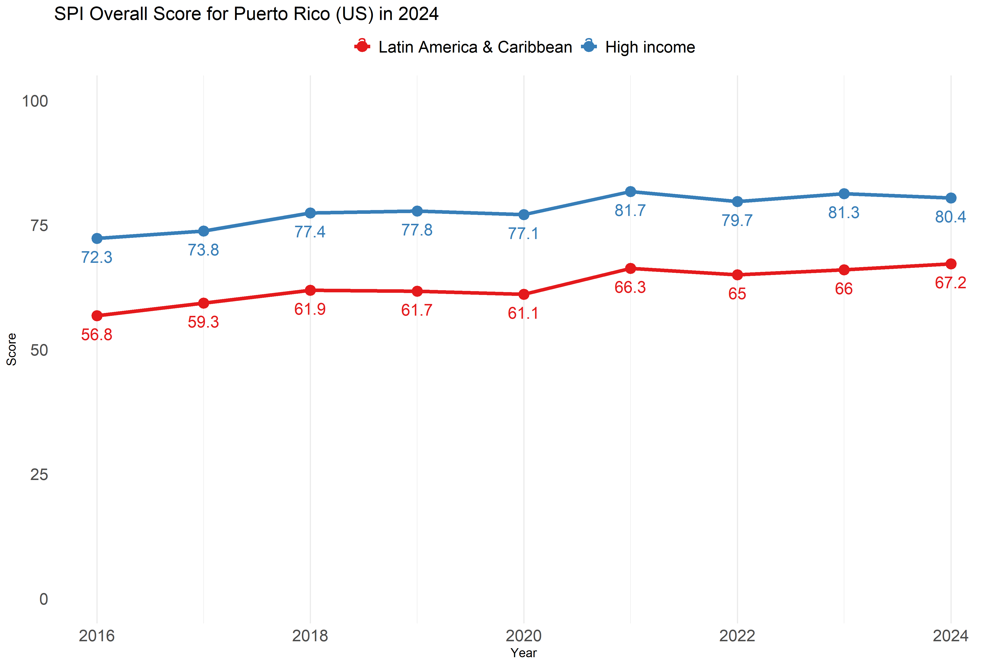 SPI Overall Score for Puerto Rico (US) in 2024
Latin America & Caribbean High income
100
75
50
25
0
Score
72.3 73.8 77.4 77.8 77.1 81.7 79.7 81.3 80.4
56.8 59.3 61.9 61.7 61.1 66.3 65 66 67.2
2016 2018 2020 2022 2024
Year